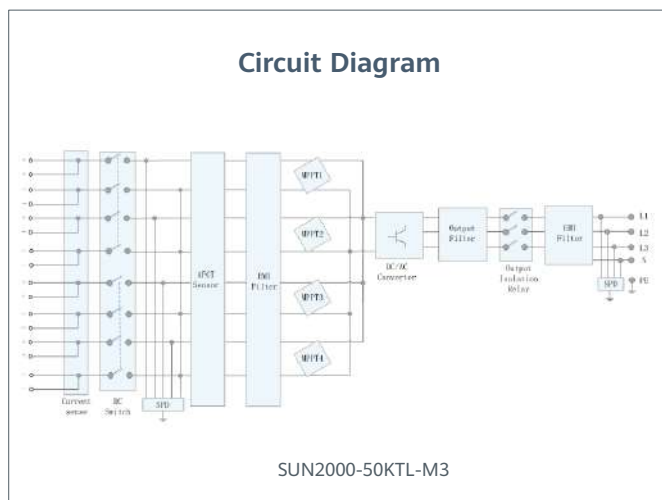 Circuit Diagram
MPPT1
MPPT2
MPPT3
MPPT4
AFCI
Sensor
EMI
Filter
DC/AC
Converter
Output
Filter
Output
Isolation
Relay
EMI
Filter
L1
L2
L3
N
PE
SPD
Current
sense
DC
Switch
SPD
SUN2000-50KTL-M3